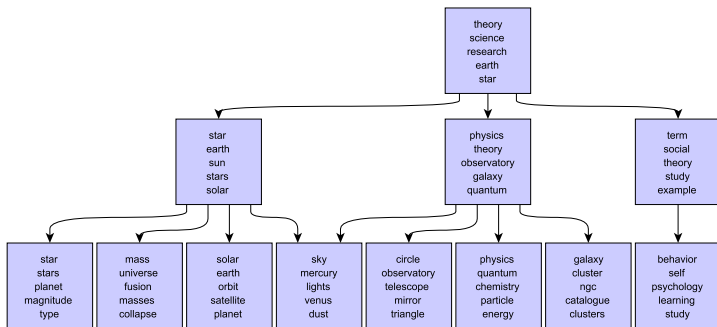 theory
science
research
earth
star
star
earth
sun
stars
solar
physics
theory
observatory
galaxy
quantum
term
social
theory
study
example
star
stars
planet
magnitude
type
mass
universe
fusion
masses
collapse
solar
earth
orbit
satellite
planet
sky
mercury
lights
venus
dust
circle
observatory
telescope
mirror
triangle
physics
quantum
chemistry
particle
energy
galaxy
cluster
ngc
catalogue
clusters
behavior
self
psychology
learning
study